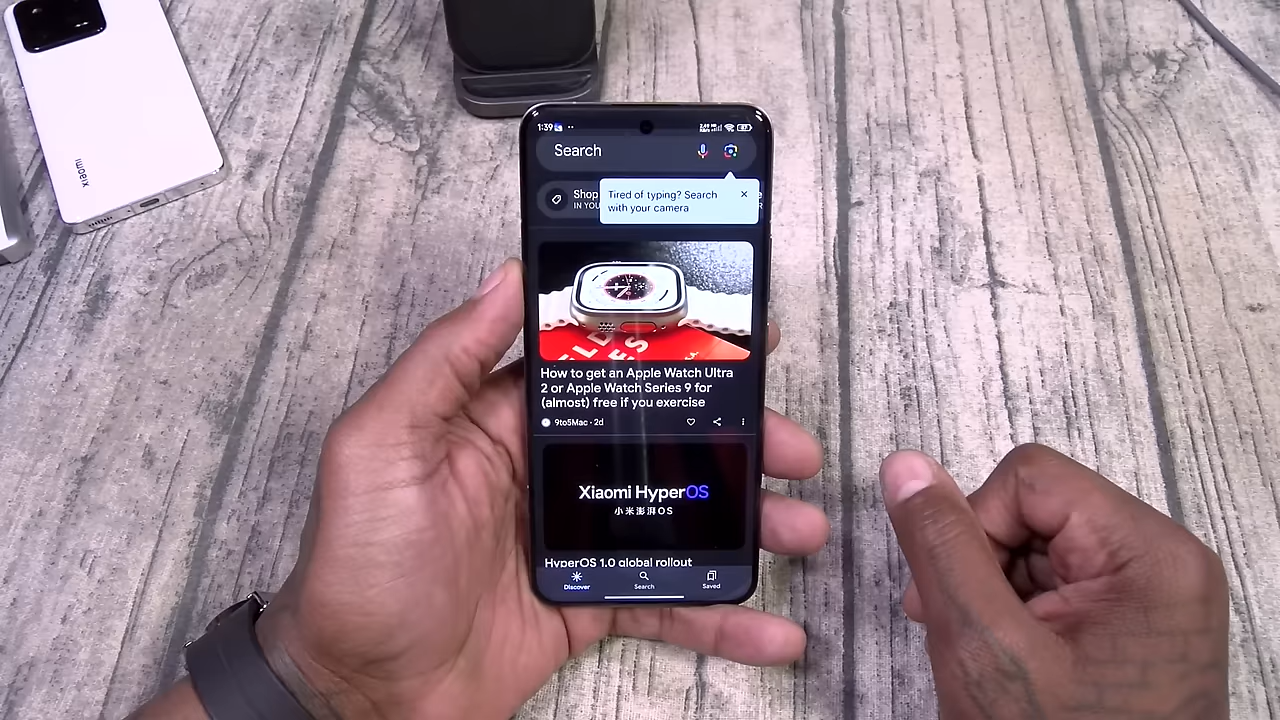 xiaomi
1:39
Search
Tired of typing? Search
with your camera
Shop
IN YOU
How to get an Apple Watch Ultra
2 or Apple Watch Series 9 for
(almost) free if you exercise
9to5Mac · 2d
Xiaomi HyperOS
小米澎湃OS
HyperOS 1.0 global rollout
Discover
Search
Saved